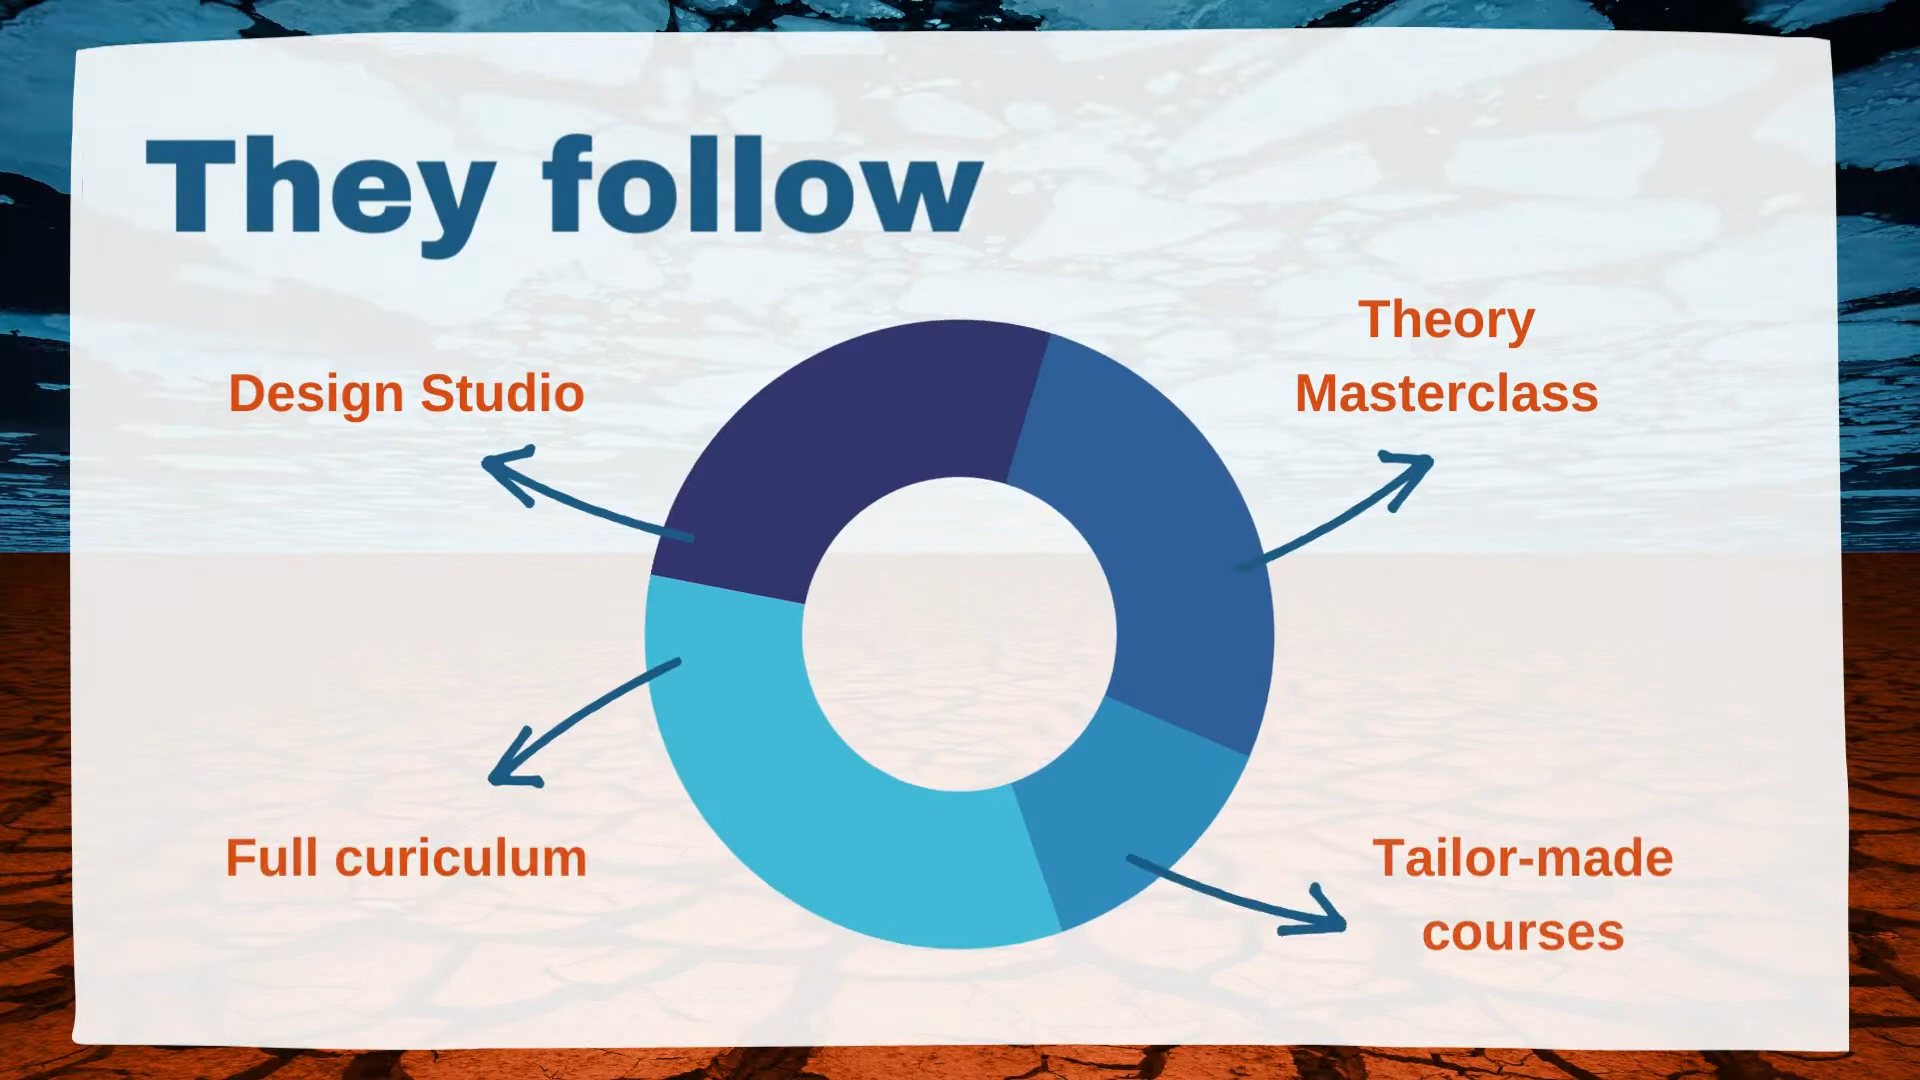 They follow
Design Studio
Theory
Masterclass
Full curiculum
Tailor-made
courses